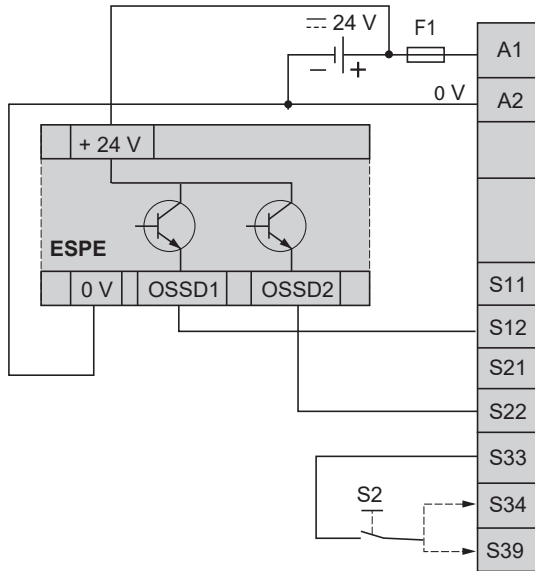 24 V
F1
A1
0 V
A2
+ 24 V
ESPE
0 V
OSSD1
OSSD2
S11
S12
S21
S22
S33
S2
S34
S39